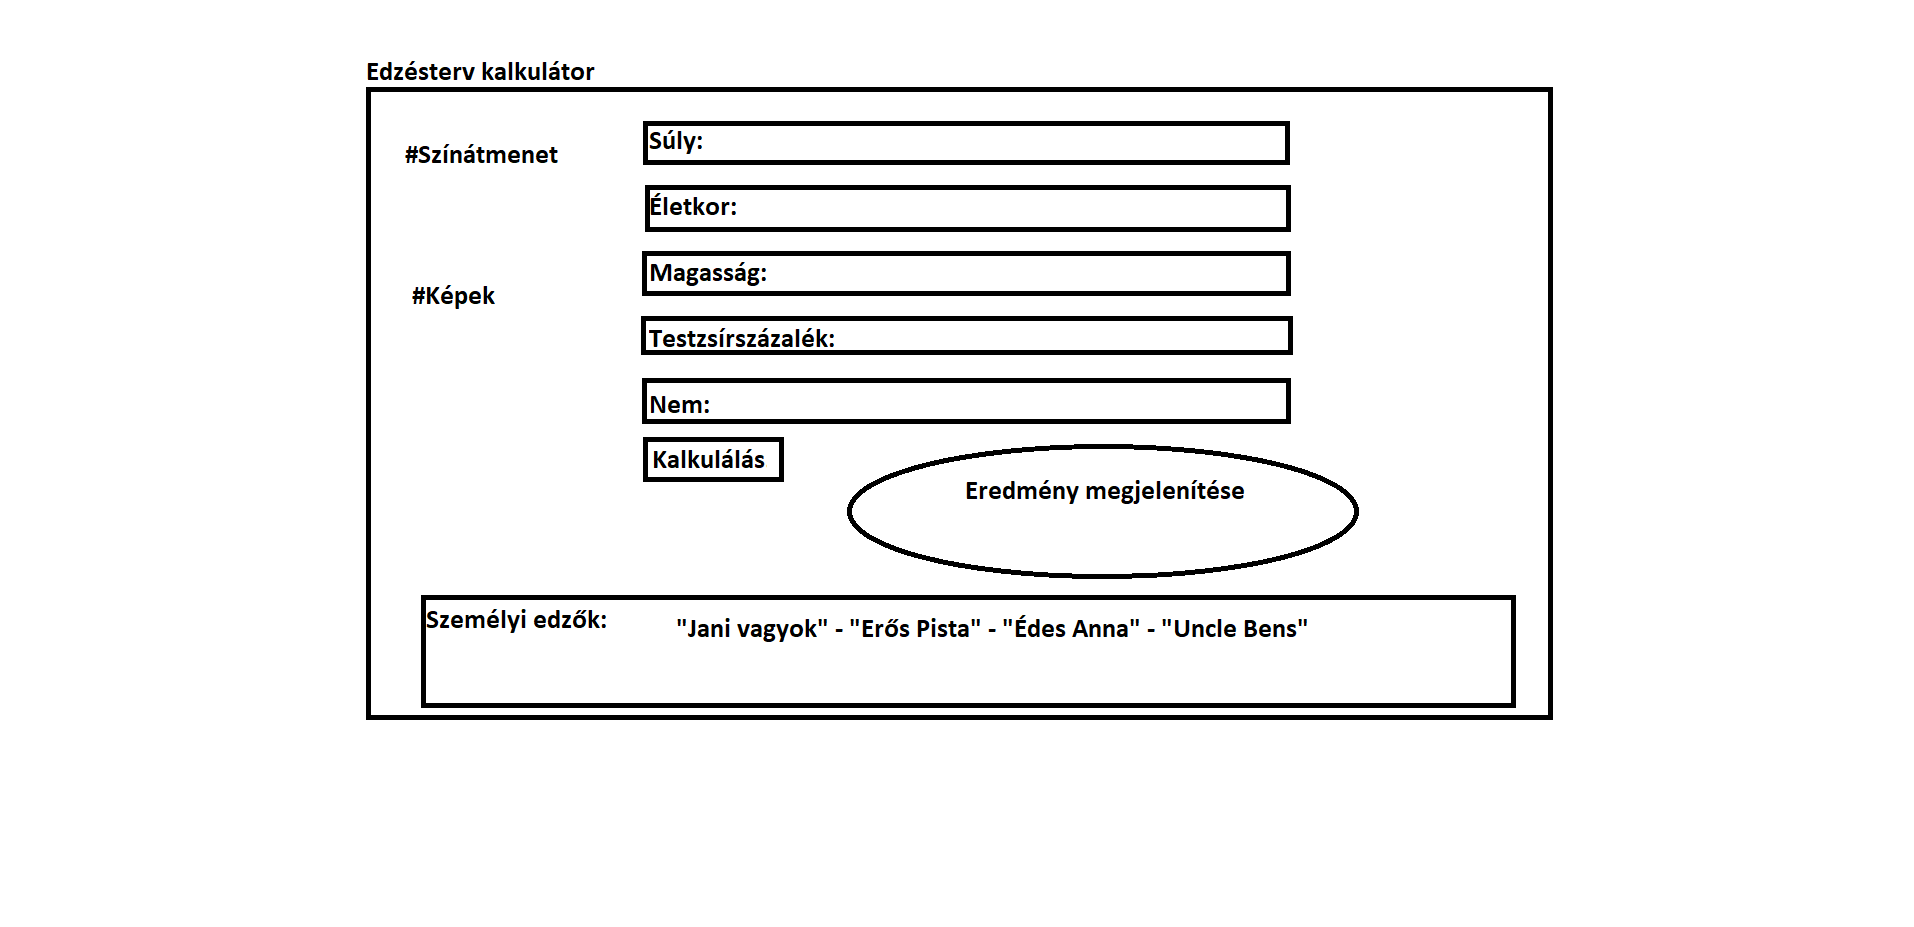 Edzésterv kalkulátor
#Színátmenet
Súly:
Életkor:
Magasság:
#Képek
Testzsírszázalék:
Nem:
Kalkulálás
Eredmény megjelenítése
Személyi edzők:
"Jani vagyok" - "Erős Pista" - "Édes Anna" - "Uncle Bens"